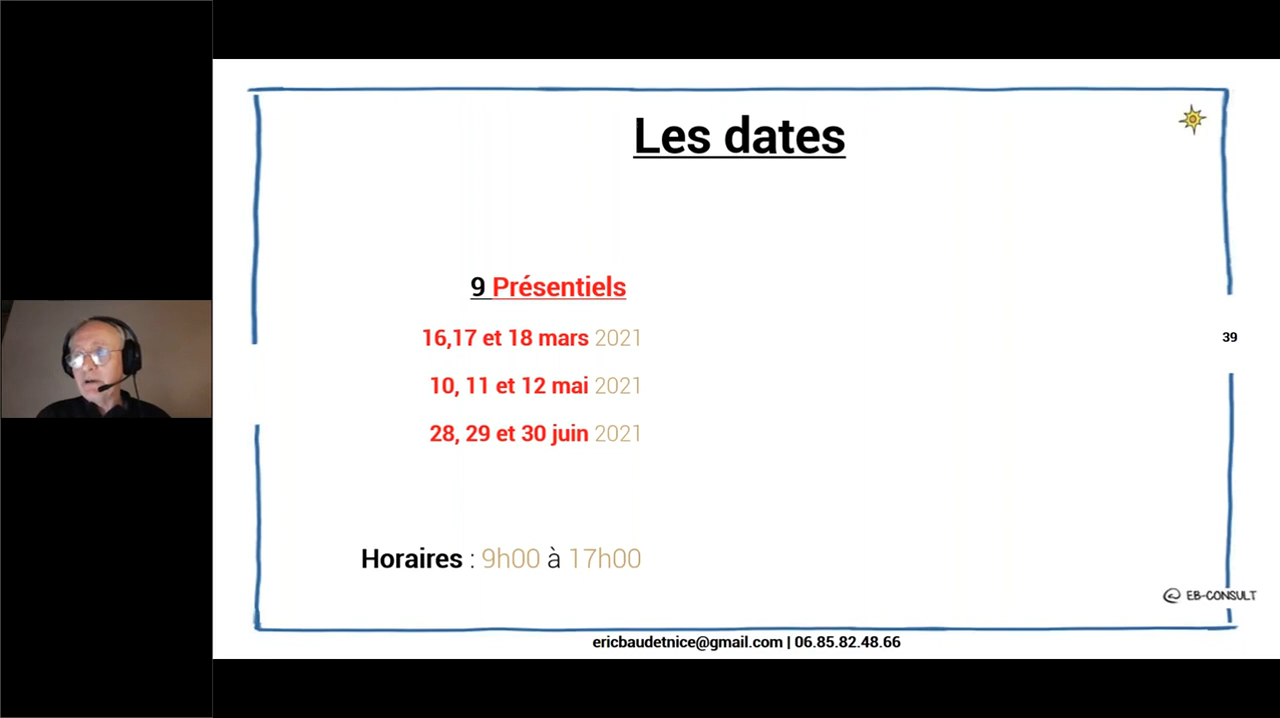 Les dates
9 Présentiels
16,17 et 18 mars 2021
10, 11 et 12 mai 2021
28, 29 et 30 juin 2021
39
Horaires : 9h00 à 17h00
@ EB-CONSULT
ericbaudetnice@gmail.com | 06.85.82.48.66